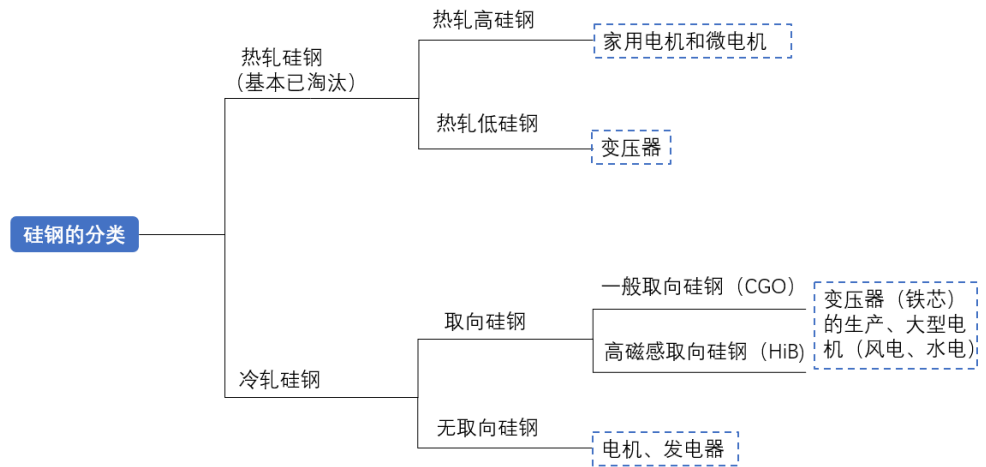 热轧高硅钢
家用电机和微电机
热轧硅钢
（基本已淘汰）
热轧低硅钢
变压器
硅钢的分类
一般取向硅钢（CGO）
变压器（铁芯）
的生产、大型电
机（风电、水电）
取向硅钢
高磁感取向硅钢（HiB)
冷轧硅钢
无取向硅钢
电机、发电器